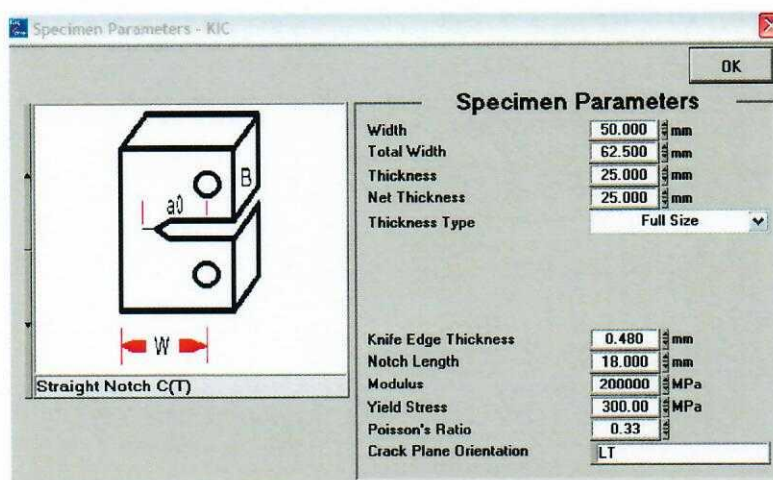 Specimen Parameters - KIC
OK
Specimen Parameters
Width 50.000 mm
Total Width 62.500 mm
Thickness 25.000 mm
Net Thickness 25.000 mm
Thickness Type Full Size
Knife Edge Thickness 0.480 mm
Notch Length 18.000 mm
Modulus 200000 MPa
Yield Stress 300.00 MPa
Poisson's Ratio 0.33
Crack Plane Orientation LT
B
a0
W
Straight Notch C(T)